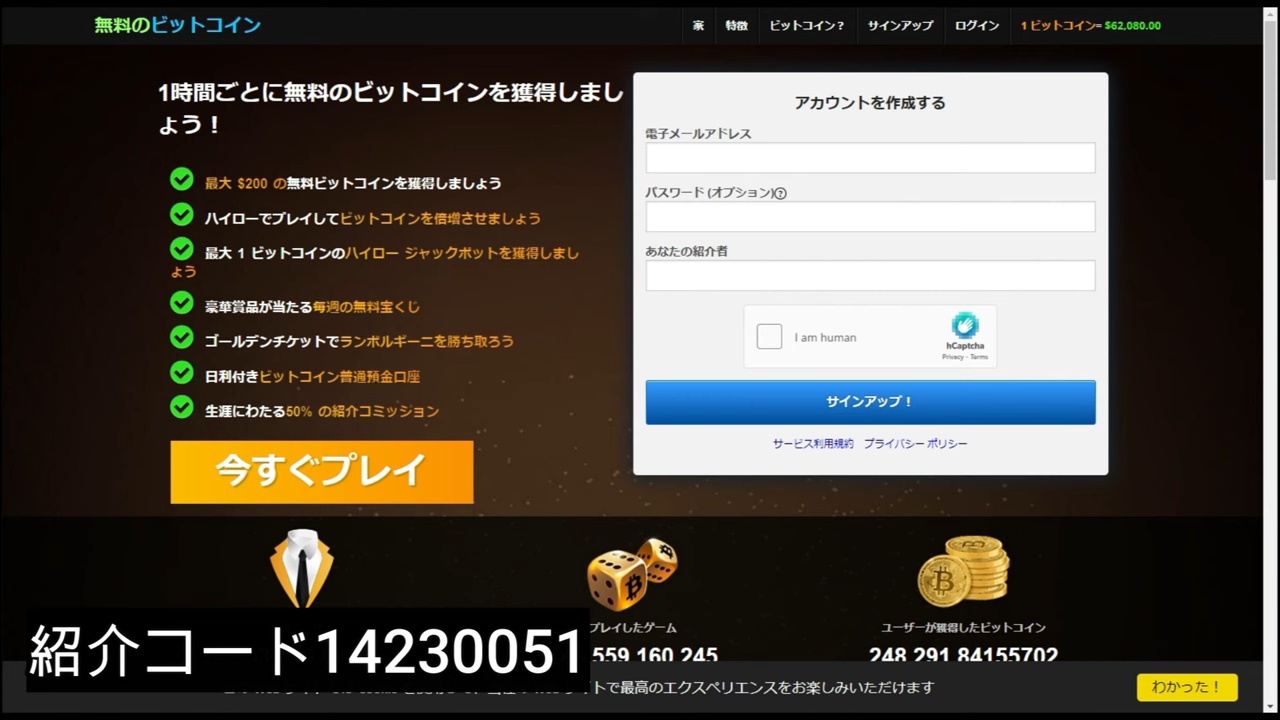 無料のビットコイン
家 特徴 ビットコイン? サインアップ ログイン 1 ビットコイン= $62,080.00
1時間ごとに無料のビットコインを獲得しまし
ょう！
最大 $200 の無料ビットコインを獲得しましょう
ハイローでプレイしてビットコインを倍増させましょう
最大 1 ビットコインのハイロー ジャックポットを獲得しまし
ょう
豪華賞品が当たる毎週の無料宝くじ
ゴールデンチケットでランボルギーニを勝ち取ろう
日利付きビットコイン普通預金口座
生涯にわたる50% の紹介コミッション
今すぐプレイ
アカウントを作成する
電子メールアドレス
パスワード (オプション)?
あなたの紹介者
I am human
hCaptcha
Privacy - Terms
サインアップ！
サービス利用規約 プライバシー ポリシー
プレイしたゲーム
ユーザーが獲得したビットコイン
559,160,245
248,291.84155702
紹介コード14230051
で最高のエクスペリエンスをお楽しみいただけます
わかった！